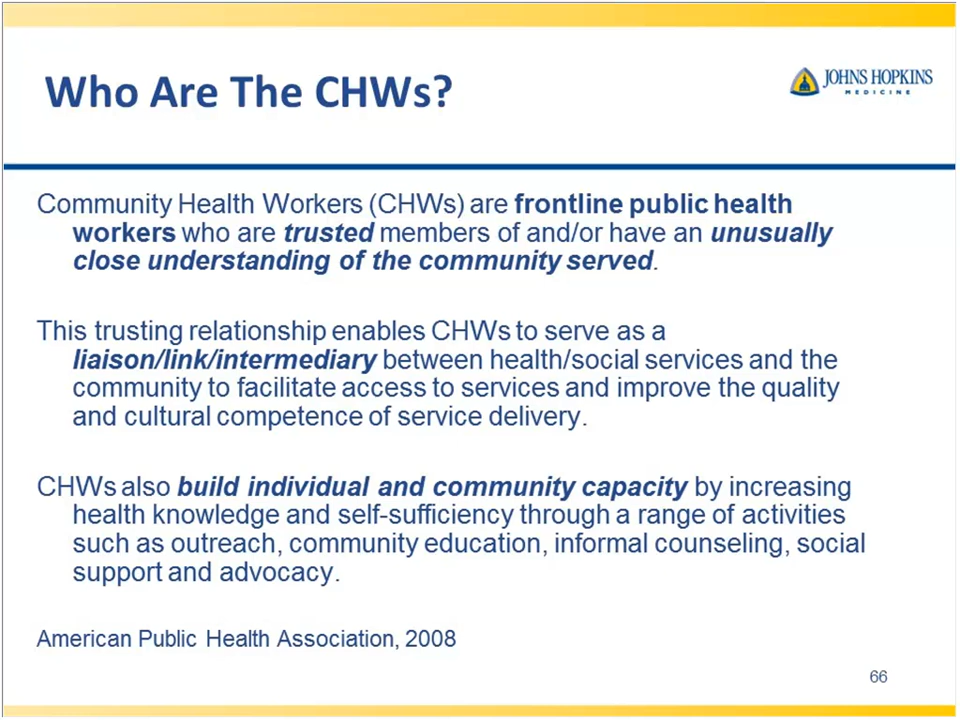 Who Are The CHWs?
JOHNS HOPKINS
MEDICINE
Community Health Workers (CHWs) are frontline public health
workers who are trusted members of and/or have an unusually
close understanding of the community served.
This trusting relationship enables CHWs to serve as a
liaison/link/intermediary between health/social services and the
community to facilitate access to services and improve the quality
and cultural competence of service delivery.
CHWs also build individual and community capacity by increasing
health knowledge and self-sufficiency through a range of activities
such as outreach, community education, informal counseling, social
support and advocacy.
American Public Health Association, 2008
66